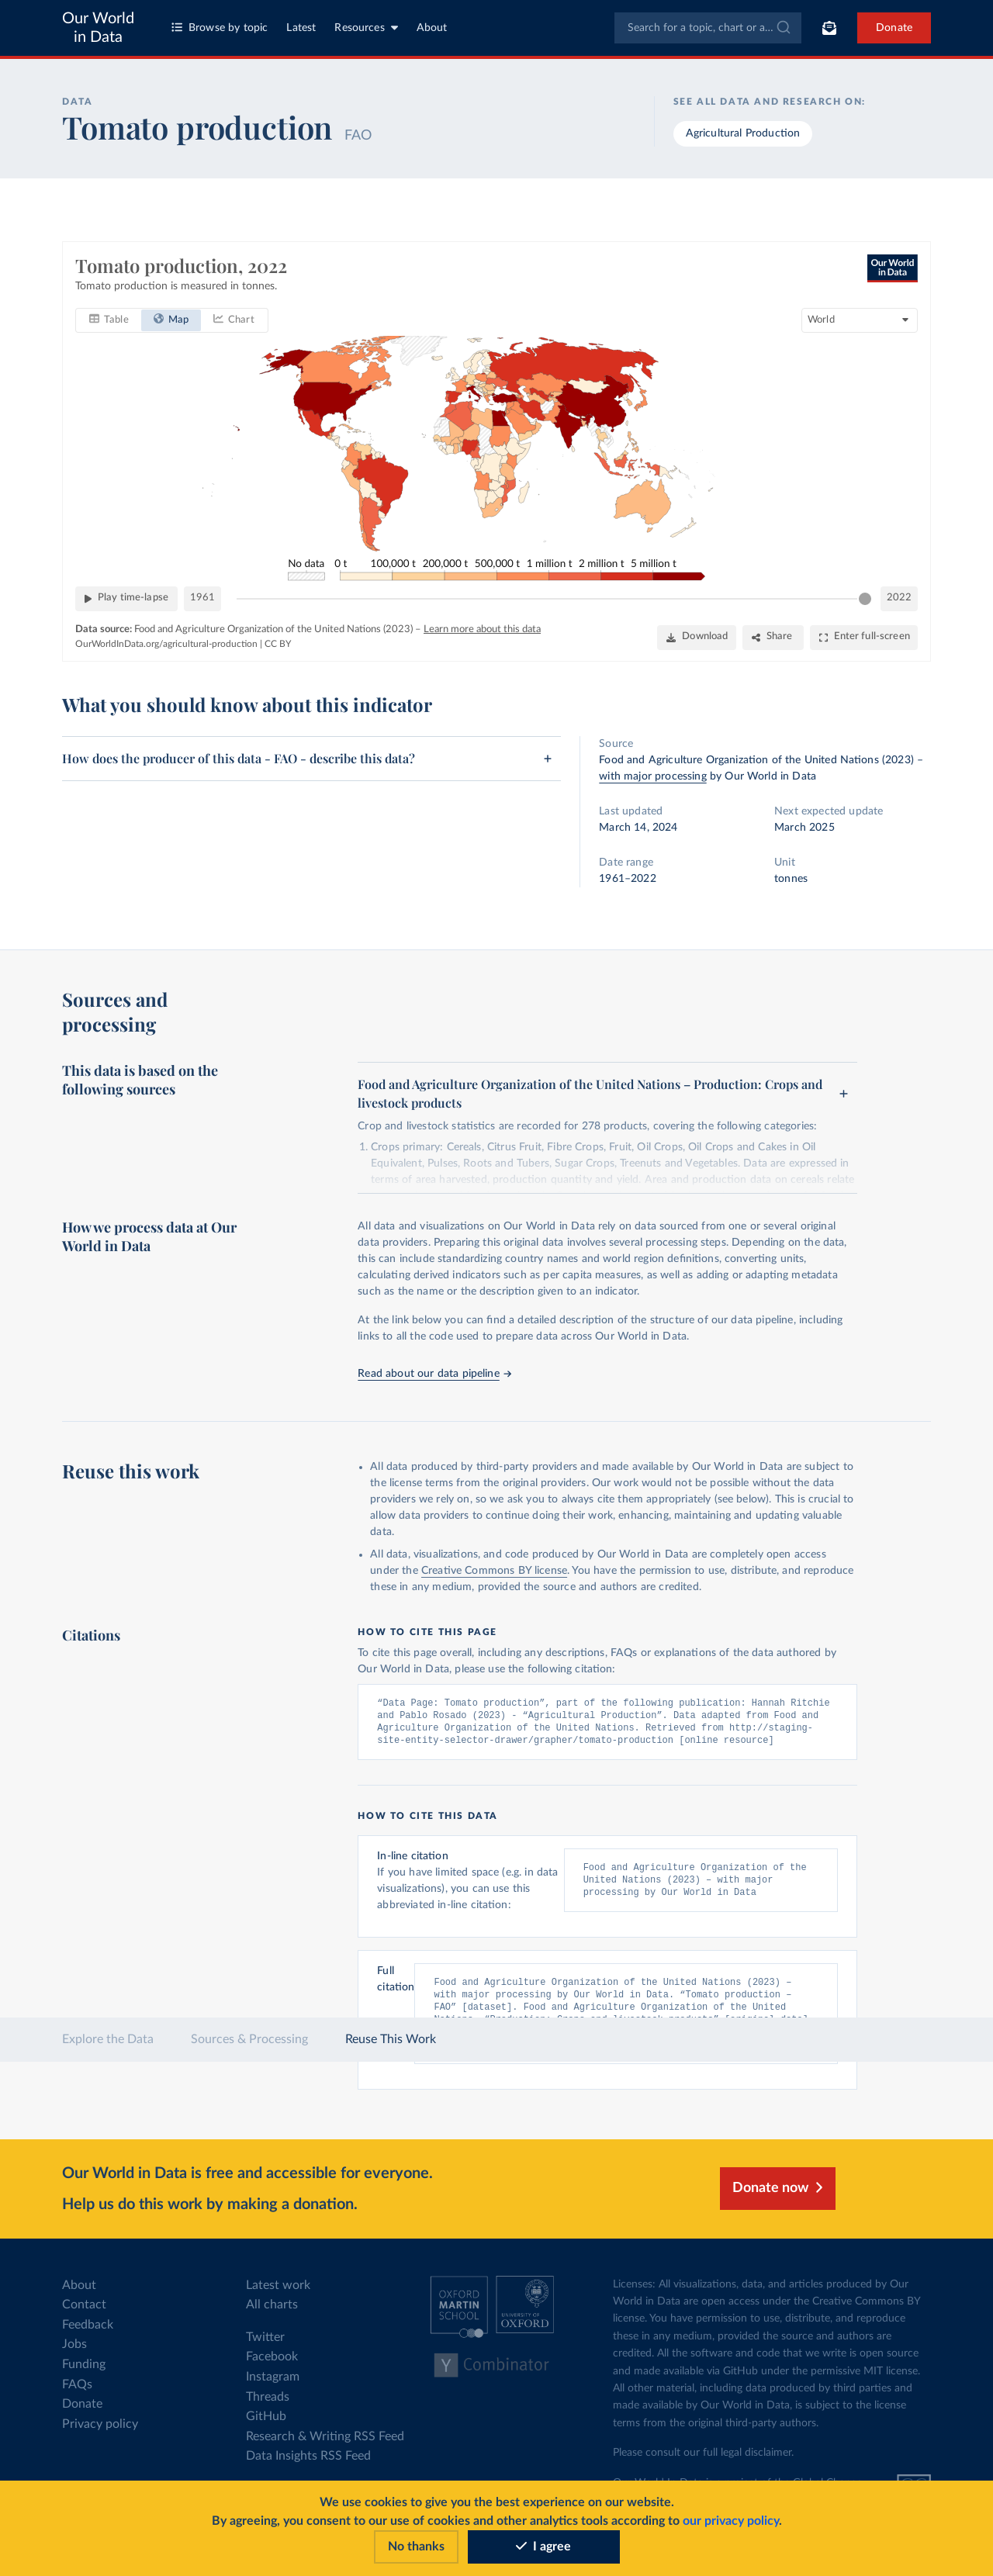 Our World
in Data
Browse by topic
Latest
Resources
About
Search for a topic, chart or a...
Donate
DATA
Tomato production FAO
SEE ALL DATA AND RESEARCH ON:
Agricultural Production
Tomato production, 2022
Tomato production is measured in tonnes.
Our World
in Data
Table
Map
Chart
World
No data 0 t 100,000 t 200,000 t 500,000 t 1 million t 2 million t 5 million t
Play time-lapse
1961
2022
Data source: Food and Agriculture Organization of the United Nations (2023) – Learn more about this data
OurWorldInData.org/agricultural-production | CC BY
Download
Share
Enter full-screen
What you should know about this indicator
How does the producer of this data - FAO - describe this data?
+
Source
Food and Agriculture Organization of the United Nations (2023) –
with major processing by Our World in Data
Last updated
March 14, 2024
Next expected update
March 2025
Date range
1961–2022
Unit
tonnes
Sources and
processing
This data is based on the
following sources
Food and Agriculture Organization of the United Nations – Production: Crops and
livestock products
+
Crop and livestock statistics are recorded for 278 products, covering the following categories:
1. Crops primary: Cereals, Citrus Fruit, Fibre Crops, Fruit, Oil Crops, Oil Crops and Cakes in Oil
Equivalent, Pulses, Roots and Tubers, Sugar Crops, Treenuts and Vegetables. Data are expressed in
terms of area harvested, production quantity and yield. Area and production data on cereals relate
How we process data at Our
World in Data
All data and visualizations on Our World in Data rely on data sourced from one or several original
data providers. Preparing this original data involves several processing steps. Depending on the data,
this can include standardizing country names and world region definitions, converting units,
calculating derived indicators such as per capita measures, as well as adding or adapting metadata
such as the name or the description given to an indicator.
At the link below you can find a detailed description of the structure of our data pipeline, including
links to all the code used to prepare data across Our World in Data.
Read about our data pipeline →
Reuse this work
• All data produced by third-party providers and made available by Our World in Data are subject to
the license terms from the original providers. Our work would not be possible without the data
providers we rely on, so we ask you to always cite them appropriately (see below). This is crucial to
allow data providers to continue doing their work, enhancing, maintaining and updating valuable
data.
• All data, visualizations, and code produced by Our World in Data are completely open access
under the Creative Commons BY license. You have the permission to use, distribute, and reproduce
these in any medium, provided the source and authors are credited.
Citations
HOW TO CITE THIS PAGE
To cite this page overall, including any descriptions, FAQs or explanations of the data authored by
Our World in Data, please use the following citation:
“Data Page: Tomato production”, part of the following publication: Hannah Ritchie
and Pablo Rosado (2023) - “Agricultural Production”. Data adapted from Food and
Agriculture Organization of the United Nations. Retrieved from http://staging-
site-entity-selector-drawer/grapher/tomato-production [online resource]
HOW TO CITE THIS DATA
In-line citation
If you have limited space (e.g. in data
visualizations), you can use this
abbreviated in-line citation:
Food and Agriculture Organization of the
United Nations (2023) – with major
processing by Our World in Data
Full
citation
Food and Agriculture Organization of the United Nations (2023) –
with major processing by Our World in Data. “Tomato production –
FAO” [dataset]. Food and Agriculture Organization of the United
Nations, “Production: Crops and livestock products” [original data].
Explore the Data
Sources & Processing
Reuse This Work
Our World in Data is free and accessible for everyone.
Help us do this work by making a donation.
Donate now
About
Contact
Feedback
Jobs
Funding
FAQs
Donate
Privacy policy
Latest work
All charts
Twitter
Facebook
Instagram
Threads
GitHub
Research & Writing RSS Feed
Data Insights RSS Feed
OXFORD
MARTIN
SCHOOL
UNIVERSITY OF
OXFORD
Y Combinator
Licenses: All visualizations, data, and articles produced by Our
World in Data are open access under the Creative Commons BY
license. You have permission to use, distribute, and reproduce
these in any medium, provided the source and authors are
credited. All the software and code that we write is open source
and made available via GitHub under the permissive MIT license.
All other material, including data produced by third parties and
made available by Our World in Data, is subject to the license
terms from the original third-party authors.
Please consult our full legal disclaimer.
We use cookies to give you the best experience on our website.
By agreeing, you consent to our use of cookies and other analytics tools according to our privacy policy.
No thanks
I agree